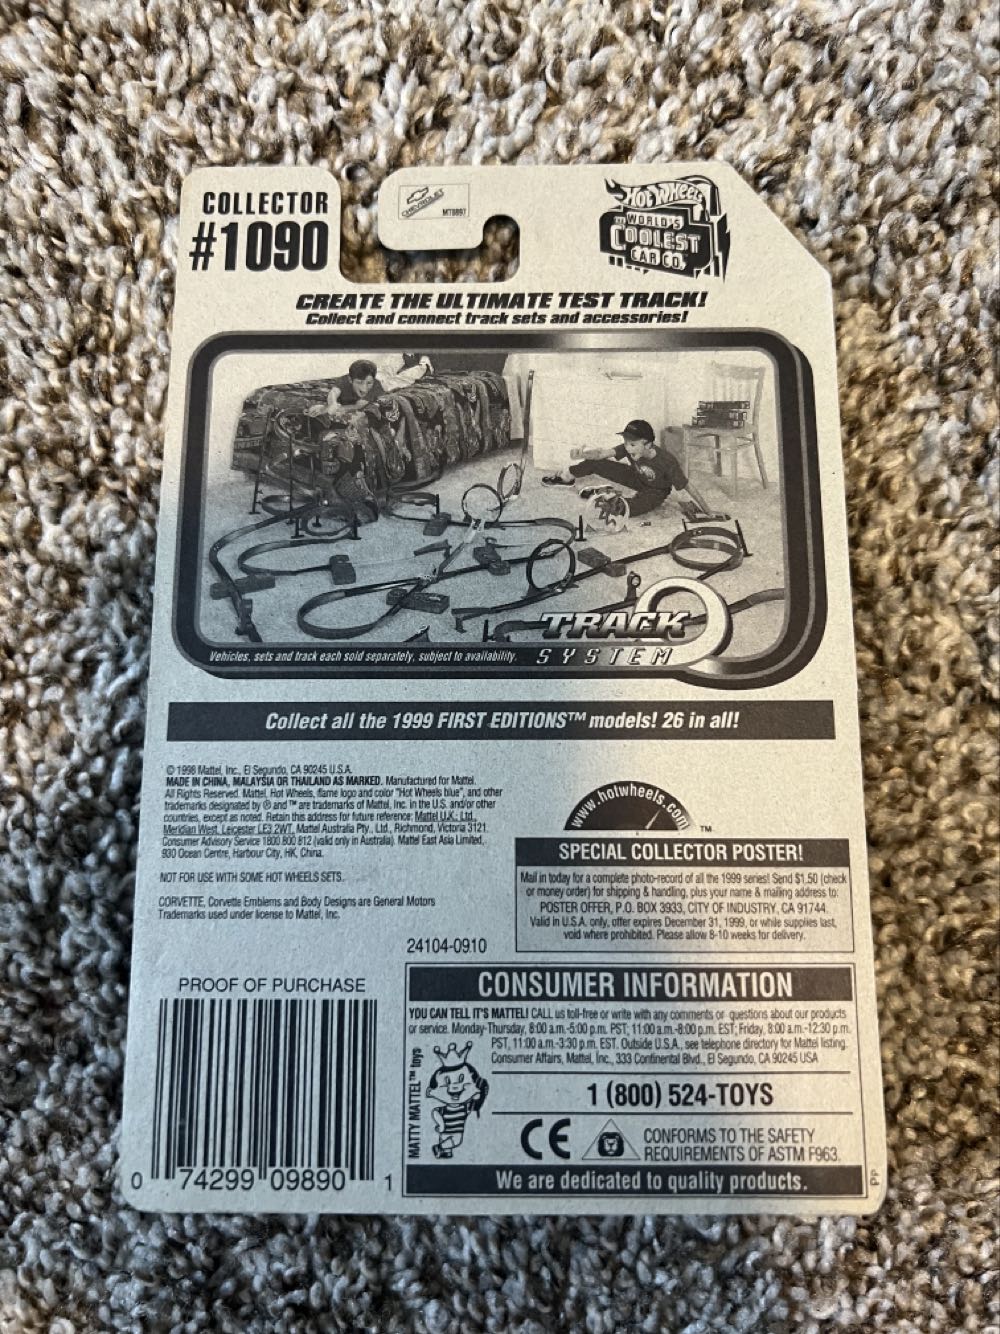 COLLECTOR
#1090
CHEVROLET
MT8897
HOT WHEELS
WORLD'S
COOLEST
CAR CO.
CREATE THE ULTIMATE TEST TRACK!
Collect and connect track sets and accessories!
TRACK
SYSTEM
Vehicles, sets and track each sold separately, subject to availability.
Collect all the 1999 FIRST EDITIONS™ models! 26 in all!
© 1998 Mattel, Inc., El Segundo, CA 90245 U.S.A.
MADE IN CHINA, MALAYSIA OR THAILAND AS MARKED. Manufactured for Mattel.
All Rights Reserved. Mattel, Hot Wheels, flame logo and color "Hot Wheels blue", and other
trademarks designated by ® and ™ are trademarks of Mattel, Inc. in the U.S. and/or other
countries, except as noted. Retain this address for future reference: Mattel U.K., Ltd.,
Meridian West, Leicester LE3 2WT. Mattel Australia Pty., Ltd., Richmond, Victoria 3121.
Consumer Advisory Service 1800 800 812 (valid only in Australia). Mattel East Asia Limited,
930 Ocean Centre, Harbour City, HK, China.
NOT FOR USE WITH SOME HOT WHEELS SETS.
CORVETTE, Corvette Emblems and Body Designs are General Motors
Trademarks used under license to Mattel, Inc.
24104-0910
www.hotwheels.com
™
SPECIAL COLLECTOR POSTER!
Mail in today for a complete photo-record of all the 1999 series! Send $1.50 (check
or money order) for shipping & handling, plus your name & mailing address to:
POSTER OFFER, P.O. BOX 3933, CITY OF INDUSTRY, CA 91744.
Valid in U.S.A. only, offer expires December 31, 1999, or while supplies last,
void where prohibited. Please allow 8-10 weeks for delivery.
PROOF OF PURCHASE
0 74299 09890 1
CONSUMER INFORMATION
YOU CAN TELL IT'S MATTEL! CALL us toll-free or write with any comments or questions about our products
or service. Monday-Thursday, 8:00 a.m.-5:00 p.m. PST; 11:00 a.m.-8:00 p.m. EST; Friday, 8:00 a.m.-12:30 p.m.
PST, 11:00 a.m.-3:30 p.m. EST. Outside U.S.A., see telephone directory for Mattel listing.
Consumer Affairs, Mattel, Inc., 333 Continental Blvd., El Segundo, CA 90245 USA
MATTY MATTEL™ toys
1 (800) 524-TOYS
CE
CONFORMS TO THE SAFETY
REQUIREMENTS OF ASTM F963.
We are dedicated to quality products.
PP